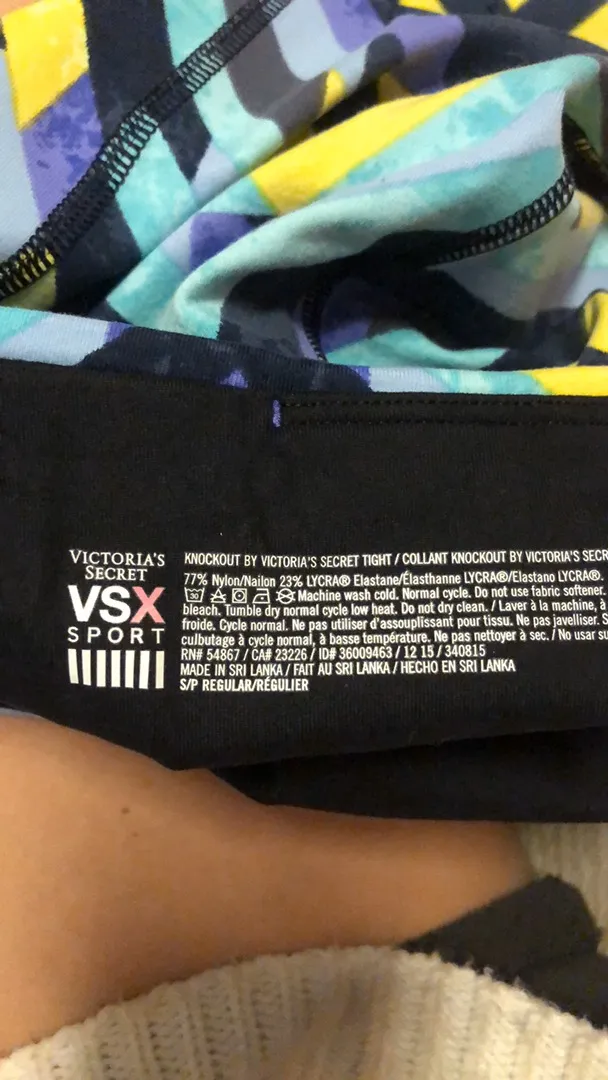 VICTORIA'S
SECRET
VSX
SPORT
KNOCKOUT BY VICTORIA'S SECRET TIGHT / COLLANT KNOCKOUT BY VICTORIA'S SECR
77% Nylon/Nailon 23% LYCRA® Elastane/Élasthanne LYCRA®/Elastano LYCRA®.
Machine wash cold. Normal cycle. Do not use fabric softener.
bleach. Tumble dry normal cycle low heat. Do not dry clean. / Laver à la machine, à
froide. Cycle normal. Ne pas utiliser d'assouplissant pour tissu. Ne pas javelliser. S
culbutage à cycle normal, à basse température. Ne pas nettoyer à sec. / No usar su
RN# 54867 / CA# 23226 / ID# 36009463 / 12 15 / 340815
MADE IN SRI LANKA / FAIT AU SRI LANKA / HECHO EN SRI LANKA
S/P REGULAR/RÉGULIER